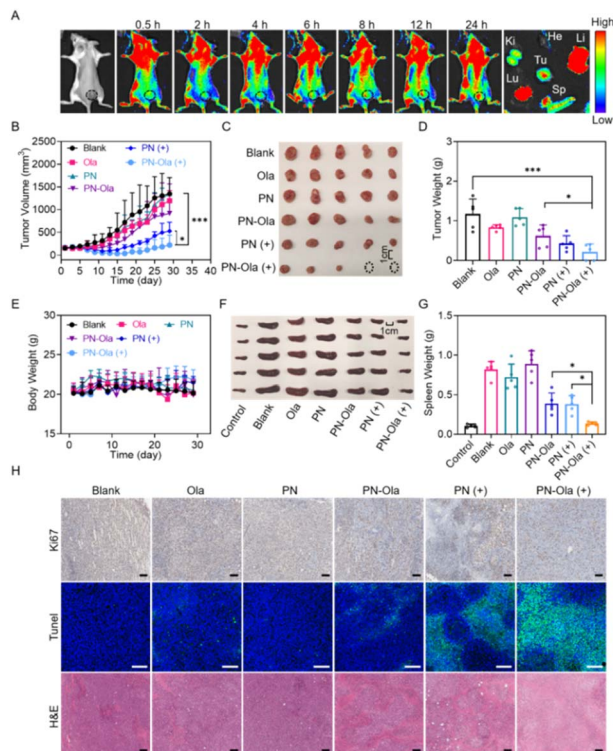 A
0.5 h 2 h 4 h 6 h 8 h 12 h 24 h
High
Low
Ki He Li
Tu
Lu Sp
B
Tumor Volume (mm3)
2500
2000
1500
1000
500
0
0 5 10 15 20 25 30 35 40
Time (day)
Blank
Ola
PN
PN-Ola
PN (+)
PN-Ola (+)
***
*
C
Blank
Ola
PN
PN-Ola
PN (+)
PN-Ola (+)
1cm
D
Tumor Weight (g)
2
1
0
***
*
Blank
Ola
PN
PN-Ola
PN (+)
PN-Ola (+)
E
Body Weight (g)
30
25
20
15
0 5 10 15 20 25 30
Time (day)
Blank Ola PN
PN-Ola PN (+)
PN-Ola (+)
F
1cm
Control
Blank
Ola
PN
PN-Ola
PN (+)
PN-Ola (+)
G
Spleen Weight (g)
1.5
1.0
0.5
0.0
*
*
Control
Blank
Ola
PN
PN-Ola
PN (+)
PN-Ola (+)
H
Blank Ola PN PN-Ola PN (+) PN-Ola (+)
Ki67
Tunel
H&E